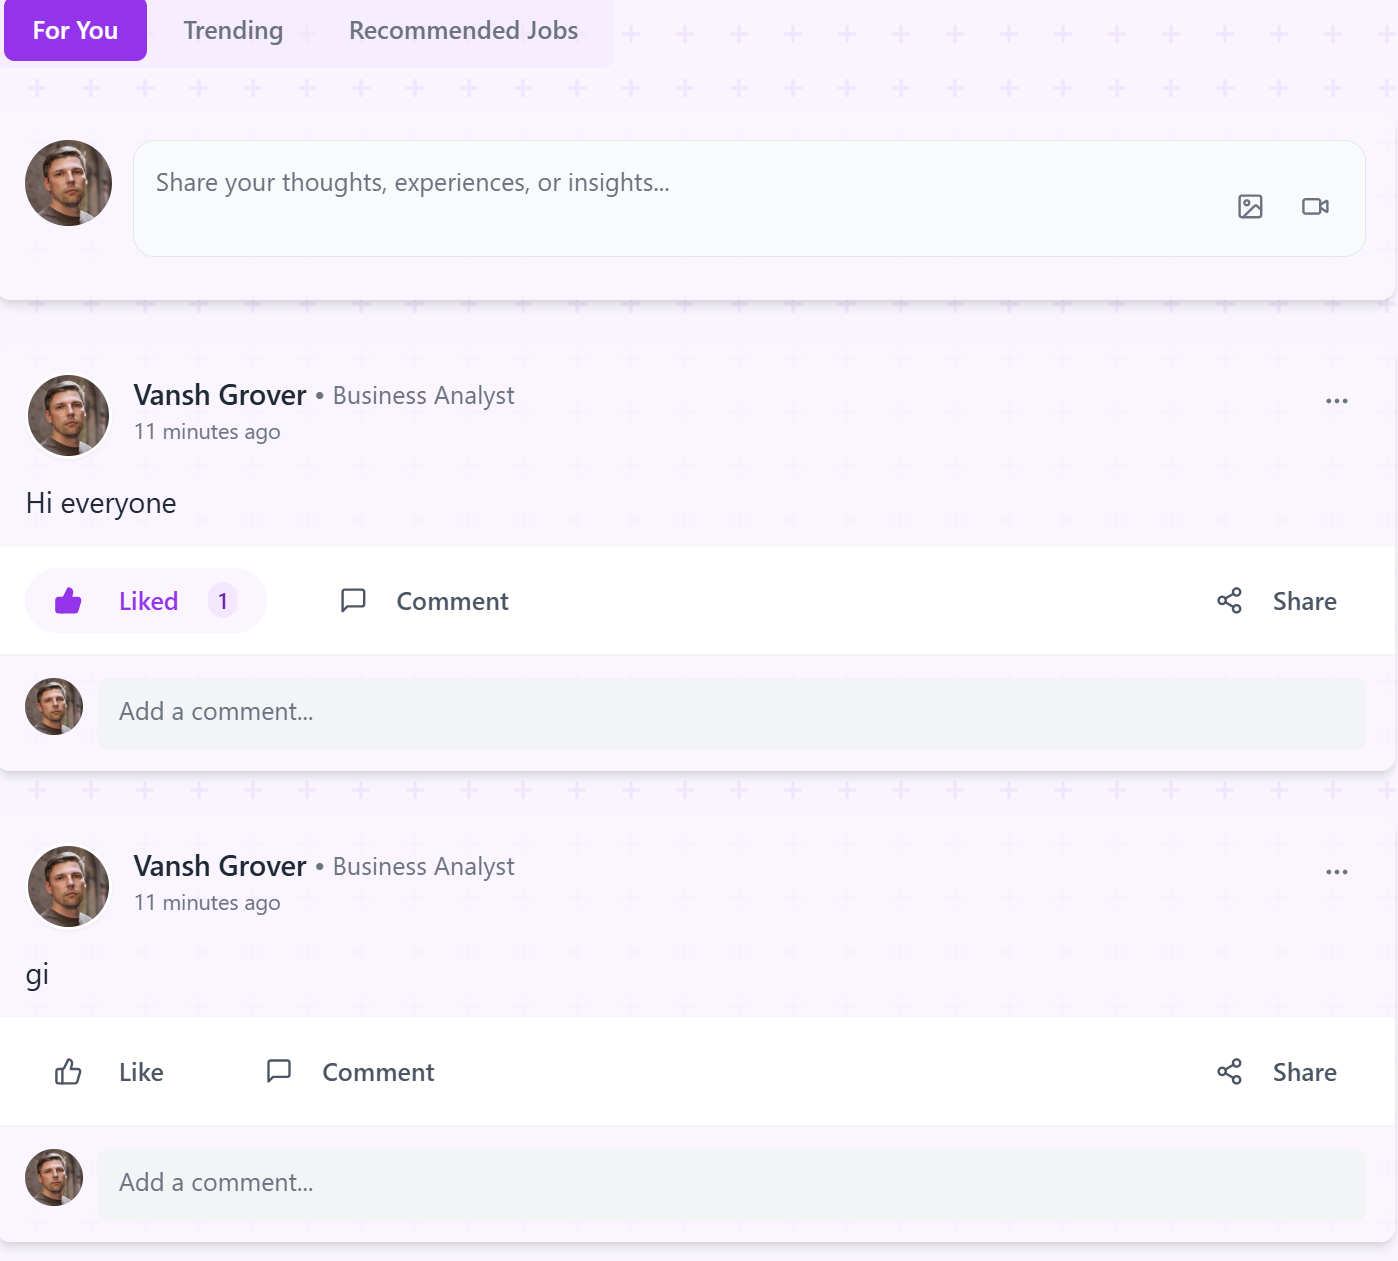 For You Trending Recommended Jobs
Share your thoughts, experiences, or insights...
Vansh Grover • Business Analyst
11 minutes ago
Hi everyone
Liked 1 Comment Share
Add a comment...
Vansh Grover • Business Analyst
11 minutes ago
gi
Like Comment Share
Add a comment...